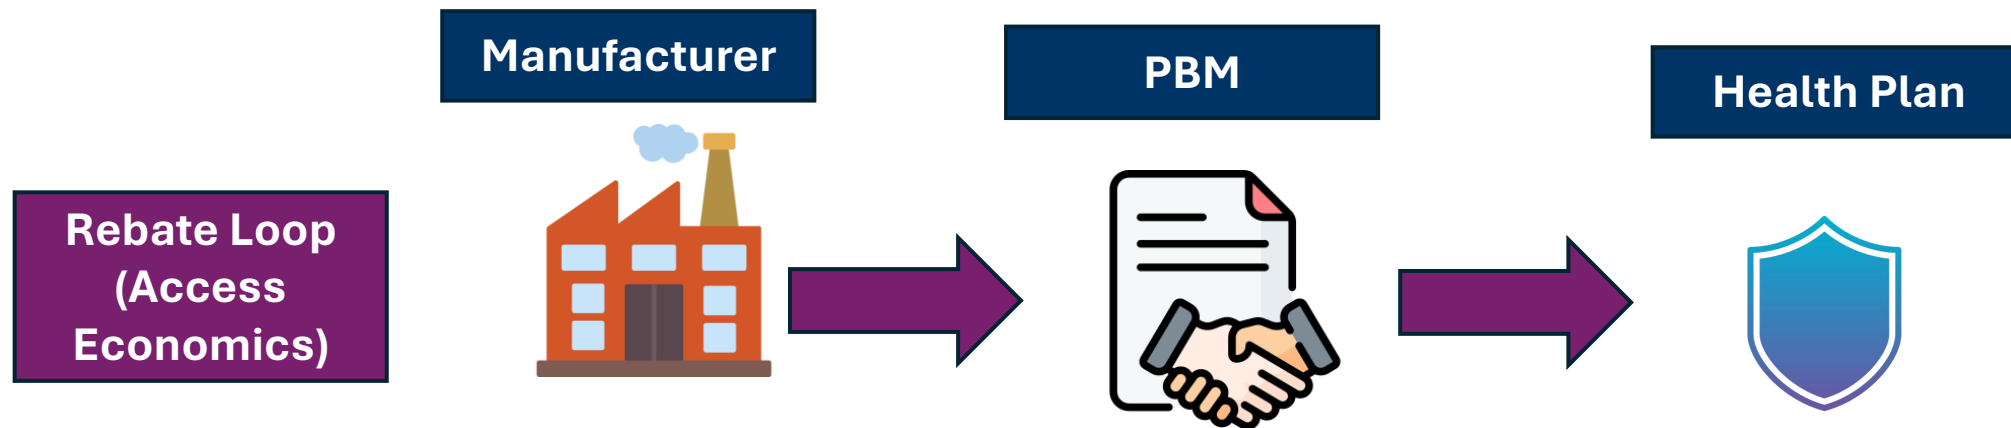 Manufacturer
PBM
Health Plan
Rebate Loop
(Access
Economics)